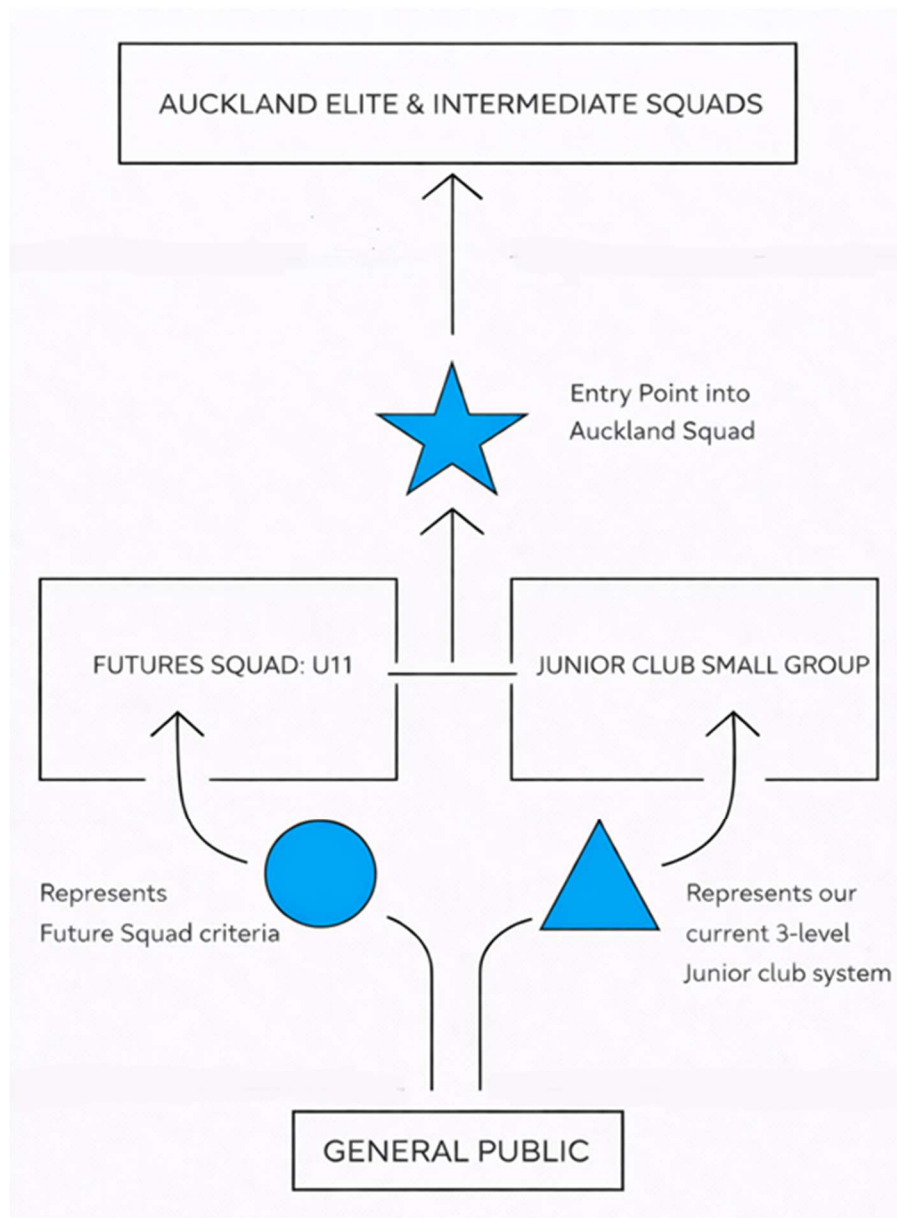 AUCKLAND ELITE & INTERMEDIATE SQUADS
Entry Point into
Auckland Squad
FUTURES SQUAD: U11
JUNIOR CLUB SMALL GROUP
Represents
Future Squad criteria
Represents our
current 3-level
Junior club system
GENERAL PUBLIC